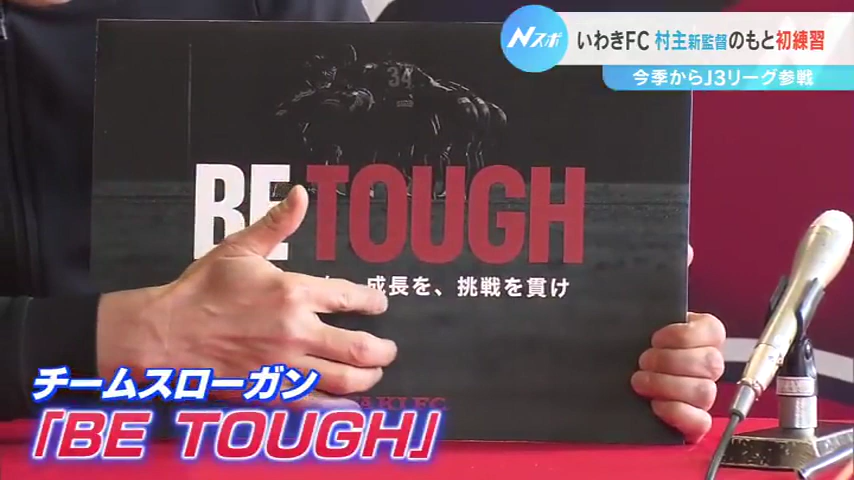 Nスポ
いわきFC 村主新監督のもと初練習
今季からJ3リーグ参戦
34
BE TOUGH
成長を、挑戦を貫け
AKI FC
チームスローガン
「BE TOUGH」